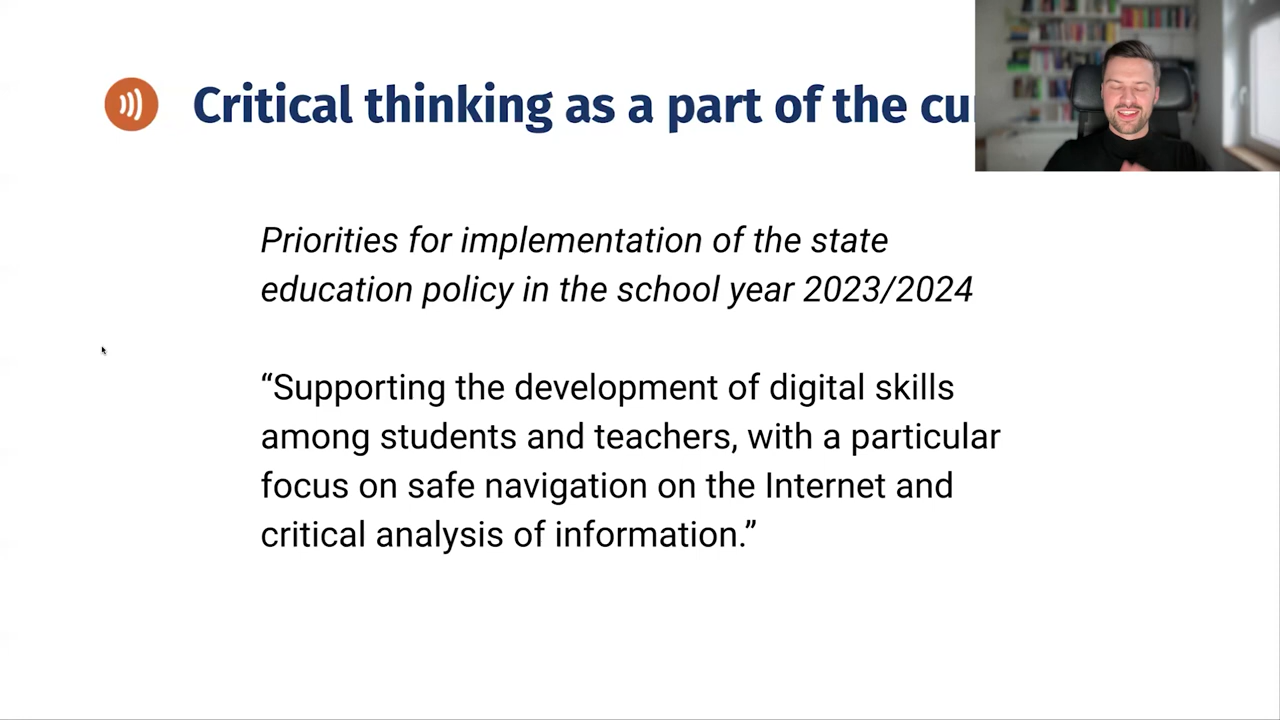 Critical thinking as a part of the
Priorities for implementation of the state
education policy in the school year 2023/2024
“Supporting the development of digital skills
among students and teachers, with a particular
focus on safe navigation on the Internet and
critical analysis of information.”